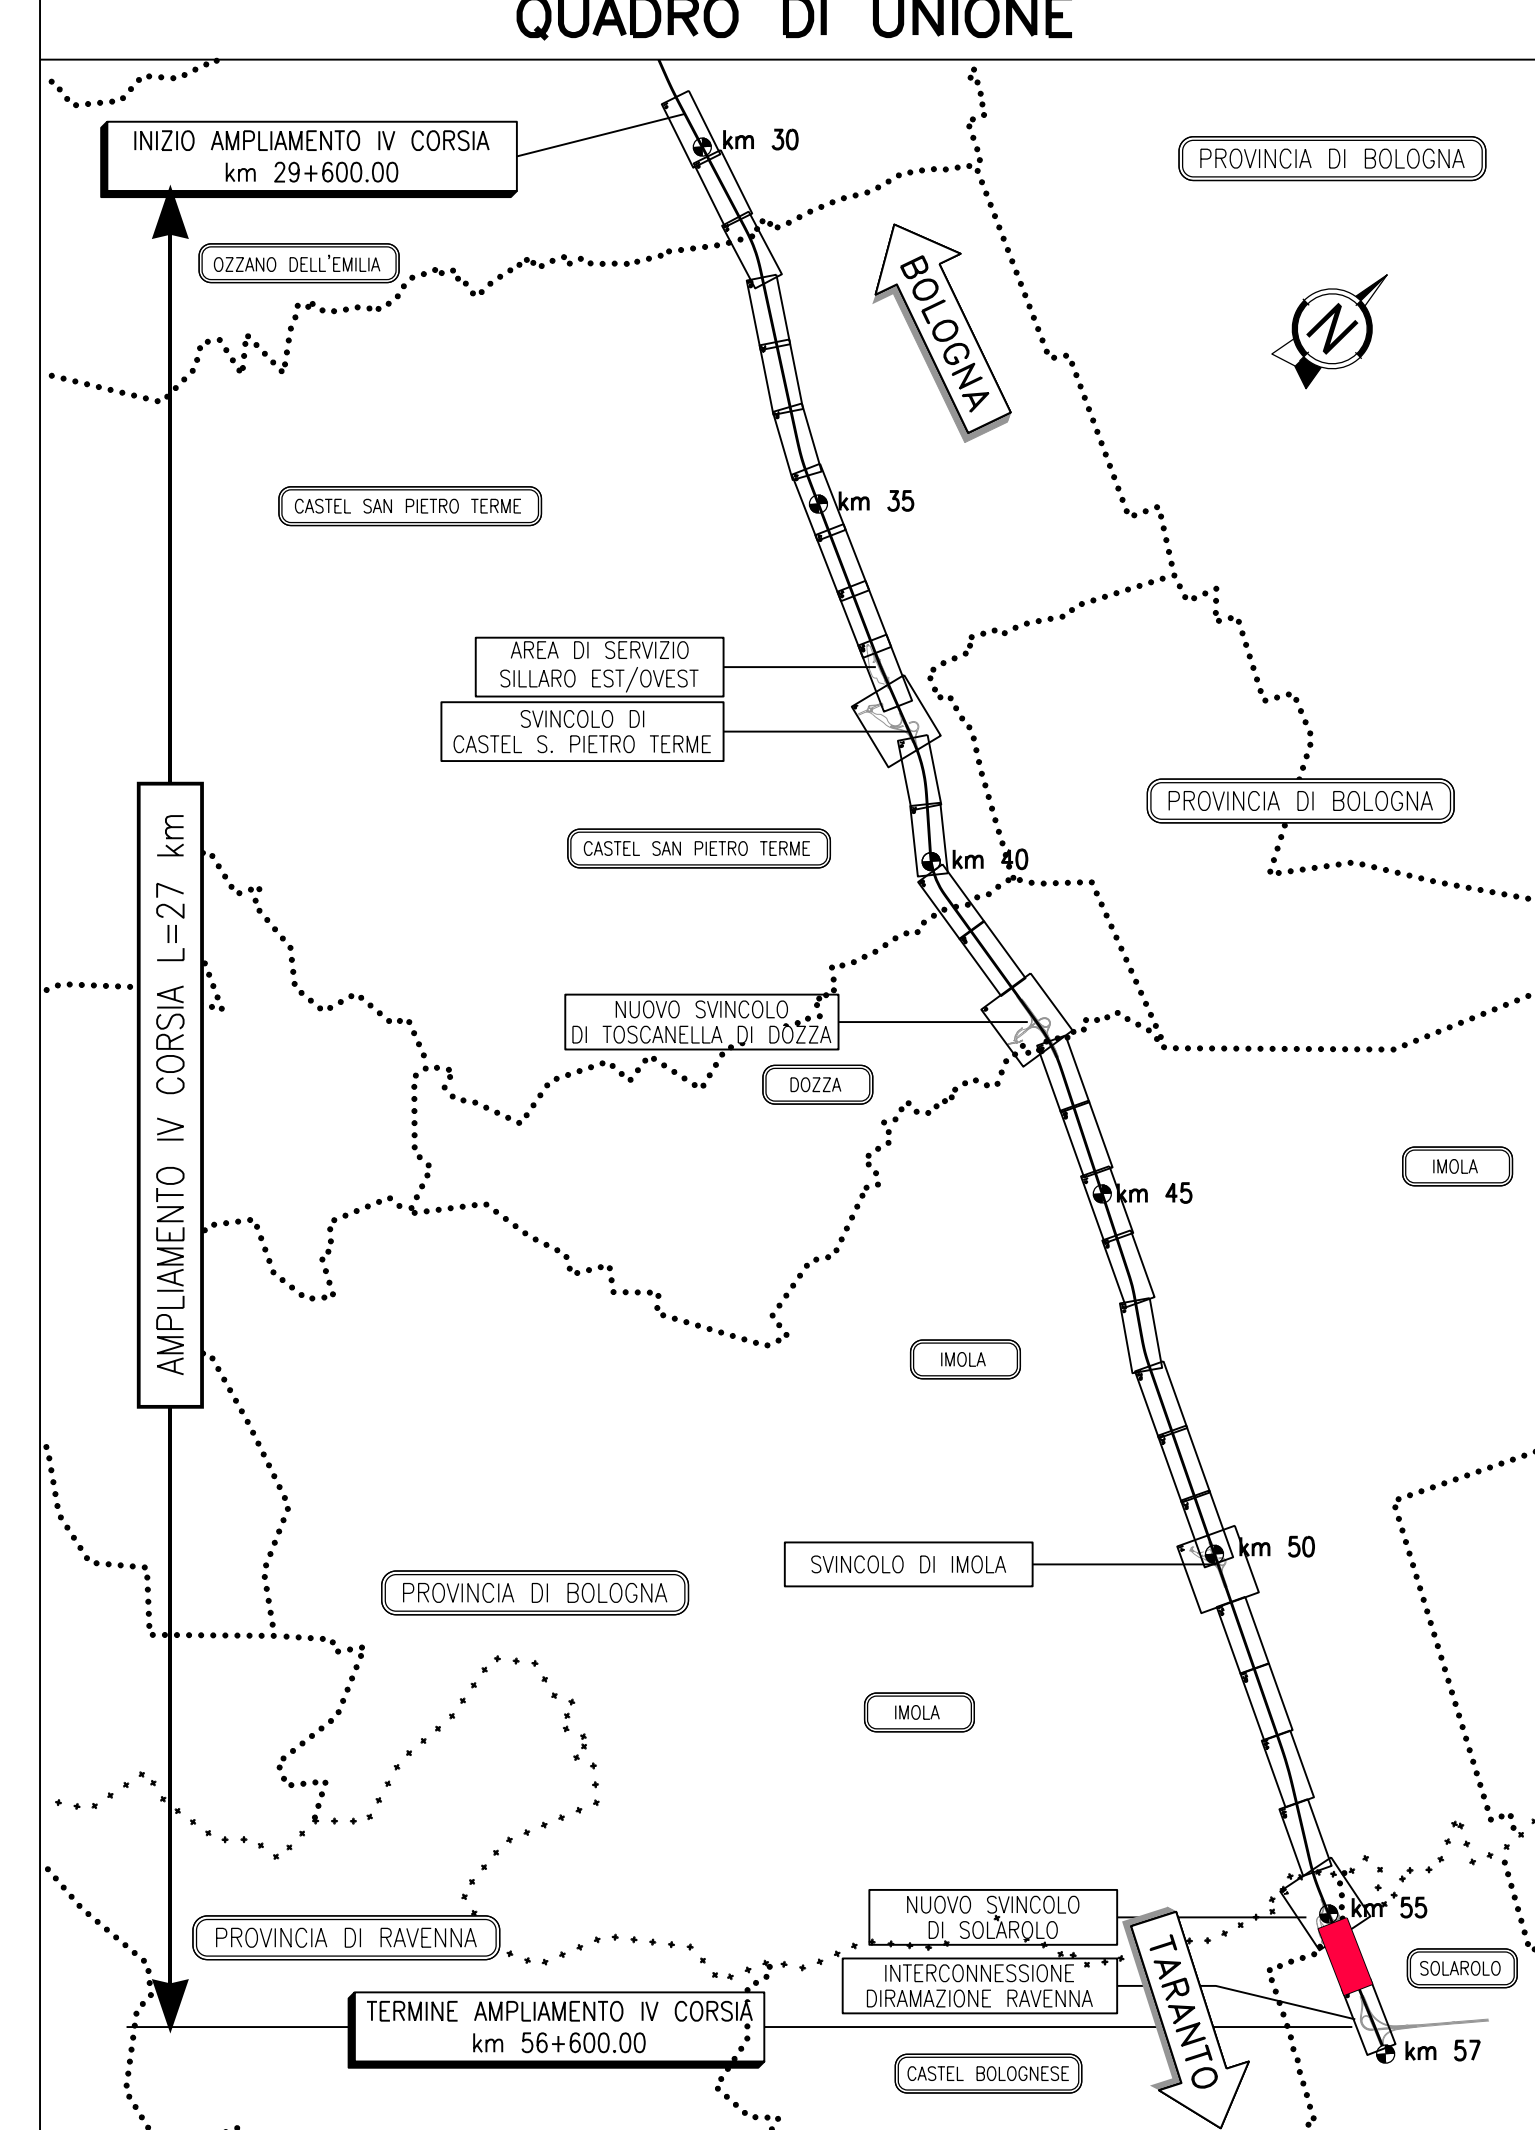 QUADRO DI UNIONE
INIZIO AMPLIAMENTO IV CORSIA
km 29+600.00
km 30
PROVINCIA DI BOLOGNA
OZZANO DELL'EMILIA
BOLOGNA
N
CASTEL SAN PIETRO TERME
km 35
AREA DI SERVIZIO
SILLARO EST/OVEST
SVINCOLO DI
CASTEL S. PIETRO TERME
PROVINCIA DI BOLOGNA
AMPLIAMENTO IV CORSIA L=27 km
CASTEL SAN PIETRO TERME
km 40
NUOVO SVINCOLO
DI TOSCANELLA DI DOZZA
DOZZA
IMOLA
km 45
IMOLA
km 50
SVINCOLO DI IMOLA
PROVINCIA DI BOLOGNA
IMOLA
NUOVO SVINCOLO
DI SOLAROLO
km 55
PROVINCIA DI RAVENNA
TARANTO
SOLAROLO
INTERCONNESSIONE
DIRAMAZIONE RAVENNA
TERMINE AMPLIAMENTO IV CORSIA
km 56+600.00
km 57
CASTEL BOLOGNESE